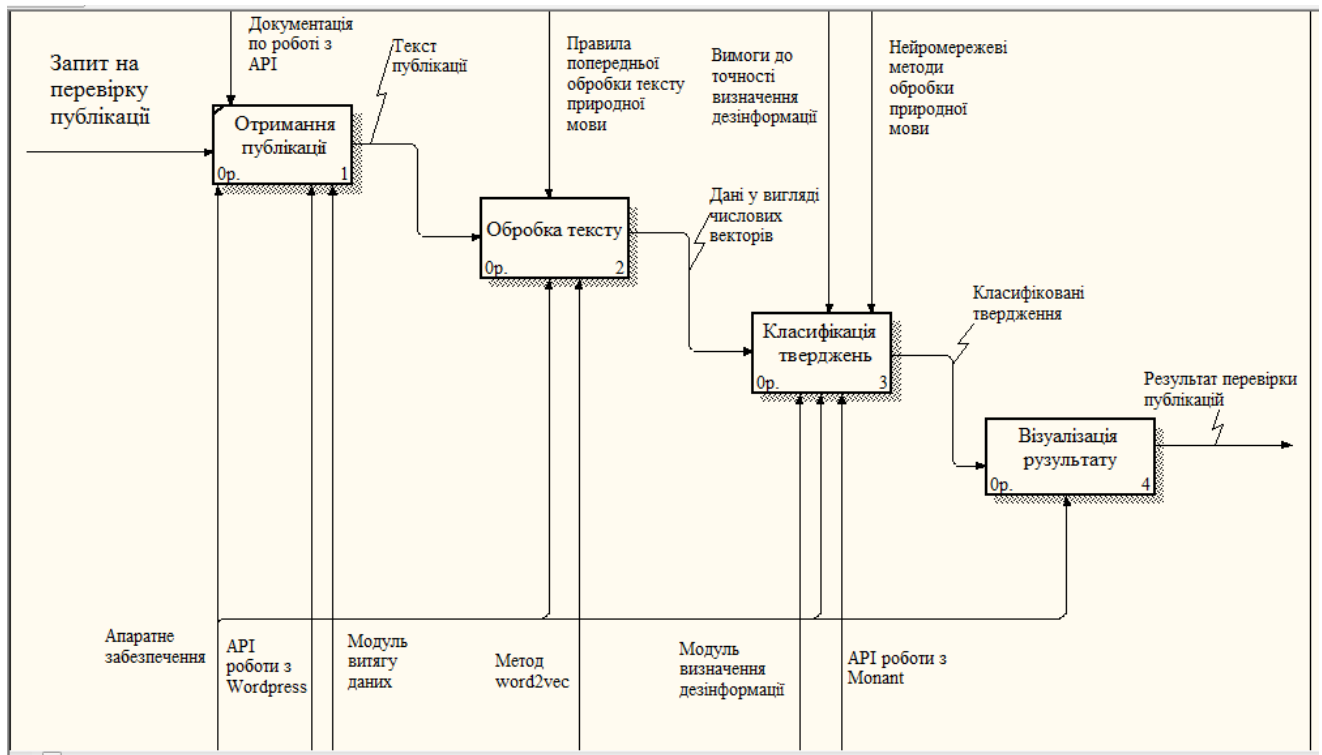 Запит на
перевірку
публікації
Документація
по роботі з
API
Текст
публікації
Правила
попередньої
обробки тексту
природної
мови
Вимоги до
точності
визначення
дезінформації
Нейромережеві
методи
обробки
природної
мови
Отримання
публікації
0р. 1
Обробка тексту
0р. 2
Дані у вигляді
числових
векторів
Класифікація
тверджень
0р. 3
Класифіковані
твердження
Візуалізація
рузультату
0р. 4
Результат перевірки
публікацій
Апаратне
забезпечення
API
роботи з
Wordpress
Модуль
витягу
даних
Метод
word2vec
Модуль
визначення
дезінформації
API роботи з
Monant